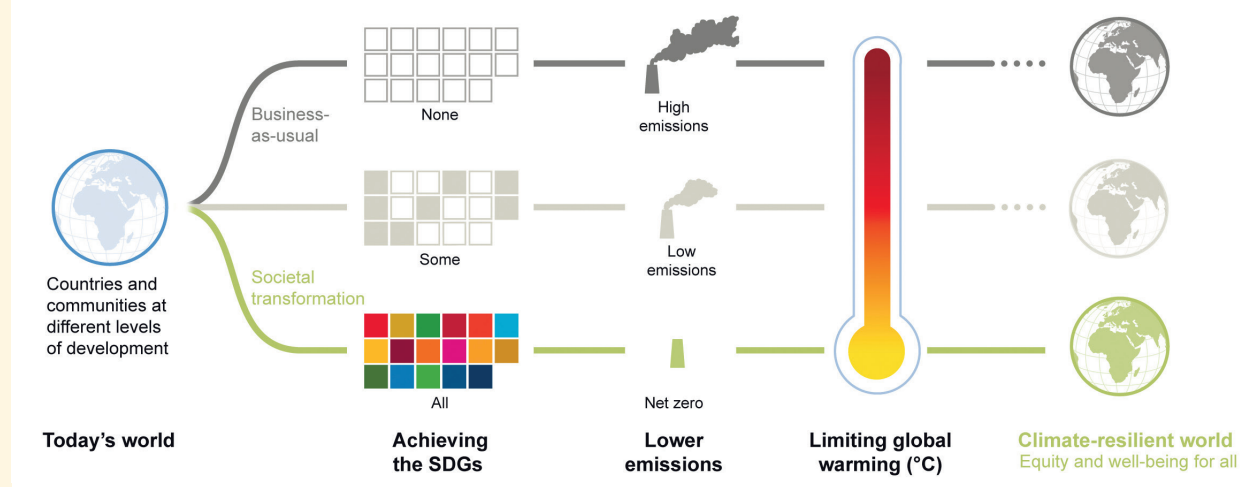 Business-
as-usual
None
High
emissions
Some
Low
emissions
Societal
transformation
Countries and
communities at
different levels
of development
All
Net zero
Today's world
Achieving
the SDGs
Lower
emissions
Limiting global
warming (°C)
Climate-resilient world
Equity and well-being for all